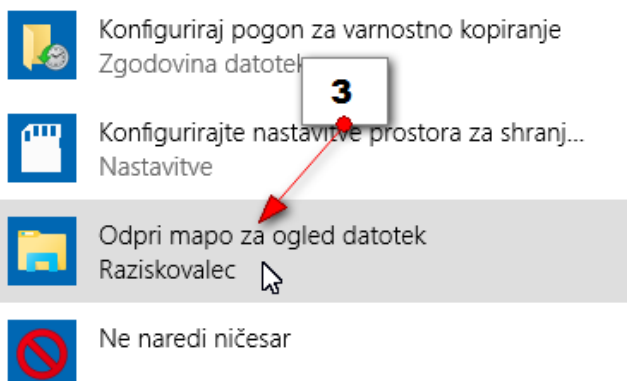 Konfiguriraj pogon za varnostno kopiranje
Zgodovina datotek
3
Konfigurirajte nastavitve prostora za shranj...
Nastavitve
Odpri mapo za ogled datotek
Raziskovalec
Ne naredi ničesar